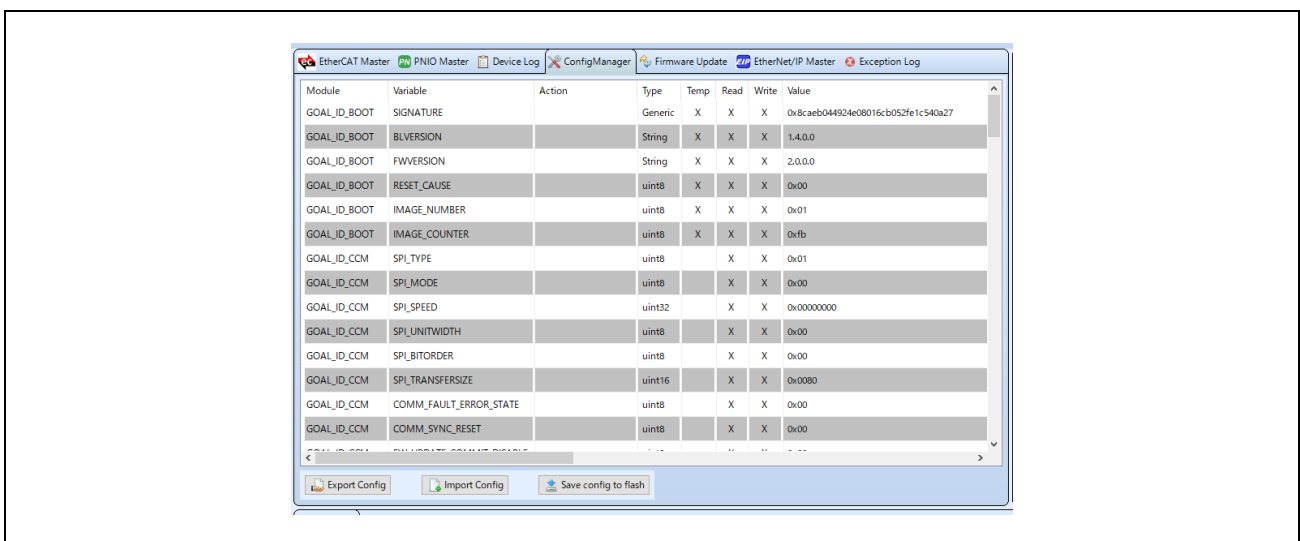 EtherCAT Master PNIO Master Device Log ConfigManager Firmware Update EtherNet/IP Master Exception Log
Module Variable Action Type Temp Read Write Value
GOAL_ID_BOOT SIGNATURE Generic X X X 0x8caeb044924e08016cb052fe1c540a27
GOAL_ID_BOOT BLVERSION String X X X 1.4.0.0
GOAL_ID_BOOT FWVERSION String X X X 2.0.0.0
GOAL_ID_BOOT RESET_CAUSE uint8 X X X 0x00
GOAL_ID_BOOT IMAGE_NUMBER uint8 X X X 0x01
GOAL_ID_BOOT IMAGE_COUNTER uint8 X X X 0xfb
GOAL_ID_CCM SPI_TYPE uint8 X X 0x01
GOAL_ID_CCM SPI_MODE uint8 X X 0x00
GOAL_ID_CCM SPI_SPEED uint32 X X 0x00000000
GOAL_ID_CCM SPI_UNITWIDTH uint8 X X 0x00
GOAL_ID_CCM SPI_BITORDER uint8 X X 0x00
GOAL_ID_CCM SPI_TRANSFERSIZE uint16 X X 0x0080
GOAL_ID_CCM COMM_FAULT_ERROR_STATE uint8 X X 0x00
GOAL_ID_CCM COMM_SYNC_RESET uint8 X X 0x00
Export Config Import Config Save config to flash